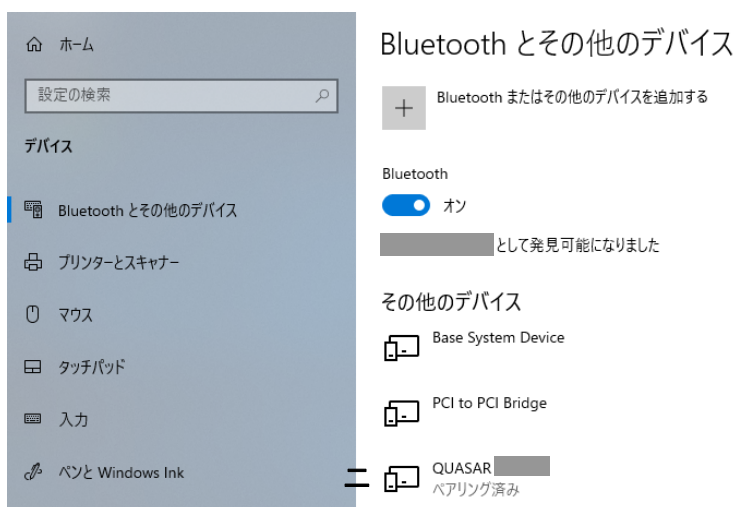 ホーム
設定の検索
デバイス
Bluetooth とその他のデバイス
プリンターとスキャナー
マウス
タッチパッド
入力
ペンと Windows Ink
Bluetooth とその他のデバイス
Bluetooth またはその他のデバイスを追加する
Bluetooth
オン
として発見可能になりました
その他のデバイス
Base System Device
PCI to PCI Bridge
QUASAR
ペアリング済み